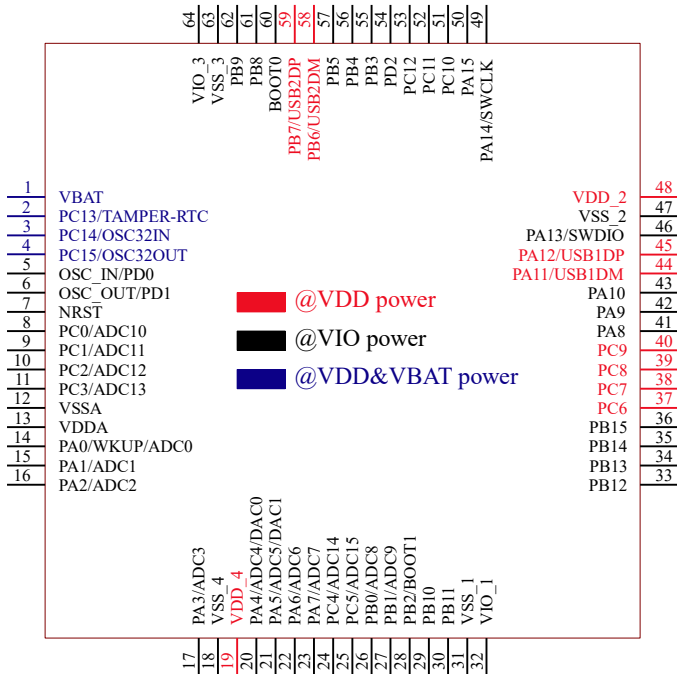 64 63 62 61 60 59 58 57 56 55 54 53 52 51 50 49
VIO_3
VSS_3
PB9
PB8
BOOT0
PB7/USB2DP
PB6/USB2DM
PB5
PB4
PB3
PD2
PC12
PC11
PC10
PA15
PA14/SWCLK
1 VBAT
2 PC13/TAMPER-RTC
3 PC14/OSC32IN
4 PC15/OSC32OUT
5 OSC_IN/PD0
6 OSC_OUT/PD1
7 NRST
8 PC0/ADC10
9 PC1/ADC11
10 PC2/ADC12
11 PC3/ADC13
12 VSSA
13 VDDA
14 PA0/WKUP/ADC0
15 PA1/ADC1
16 PA2/ADC2
@VDD power
@VIO power
@VDD&VBAT power
VDD_2 48
VSS_2 47
PA13/SWDIO 46
PA12/USB1DP 45
PA11/USB1DM 44
PA10 43
PA9 42
PA8 41
PC9 40
PC8 39
PC7 38
PC6 37
PB15 36
PB14 35
PB13 34
PB12 33
PA3/ADC3
VSS_4
VDD_4
PA4/ADC4/DAC0
PA5/ADC5/DAC1
PA6/ADC6
PA7/ADC7
PC4/ADC14
PC5/ADC15
PB0/ADC8
PB1/ADC9
PB2/BOOT1
PB10
PB11
VSS_1
VIO_1
17 18 19 20 21 22 23 24 25 26 27 28 29 30 31 32